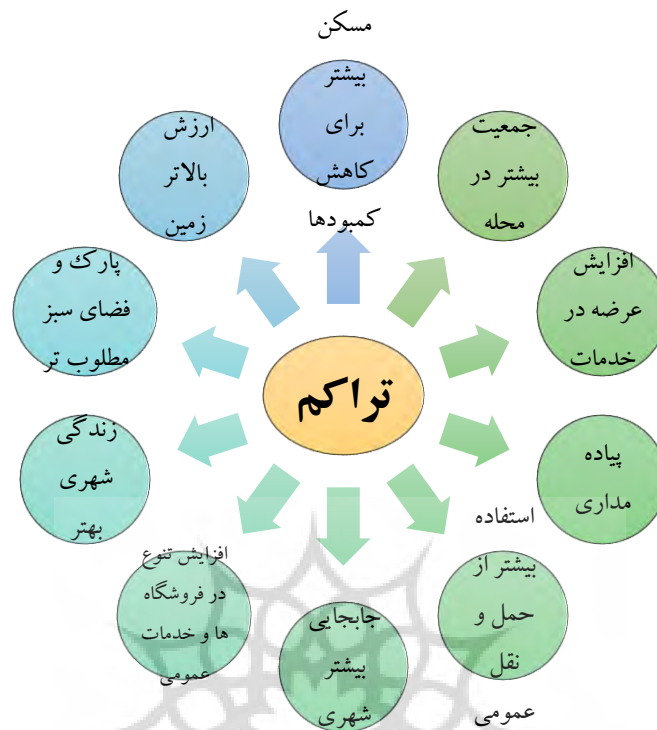 مسکن
بیشتر
برای
کاهش
کمبودها
جمعیت
بیشتر در
محله
افزایش
عرضه در
خدمات
پیاده
مداری
استفاده
بیشتر از
حمل و
نقل
عمومی
جابجایی
بیشتر
شهری
افزایش تنوع
در فروشگاه
ها و خدمات
عمومی
زندگی
شهری
بهتر
پارک و
فضای سبز
مطلوب تر
ارزش
بالاتر
زمین
تراکم